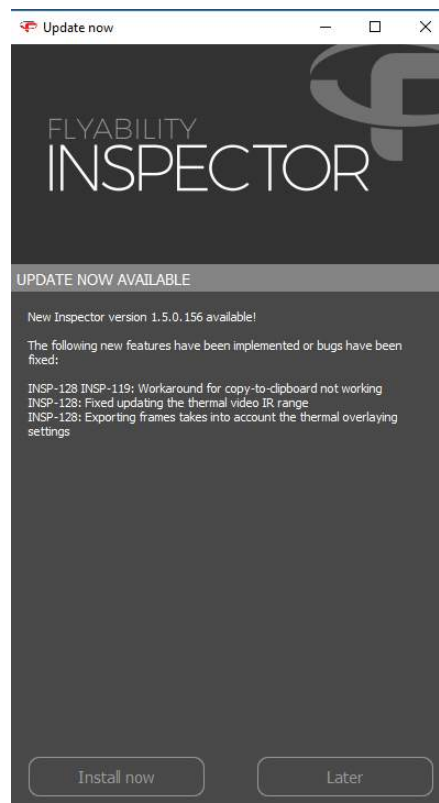 Update now
FLYABILITY
INSPECTOR
UPDATE NOW AVAILABLE
New Inspector version 1.5.0.156 available!
The following new features have been implemented or bugs have been
fixed:
INSP-128 INSP-119: Workaround for copy-to-clipboard not working
INSP-128: Fixed updating the thermal video IR range
INSP-128: Exporting frames takes into account the thermal overlaying
settings
Install now
Later